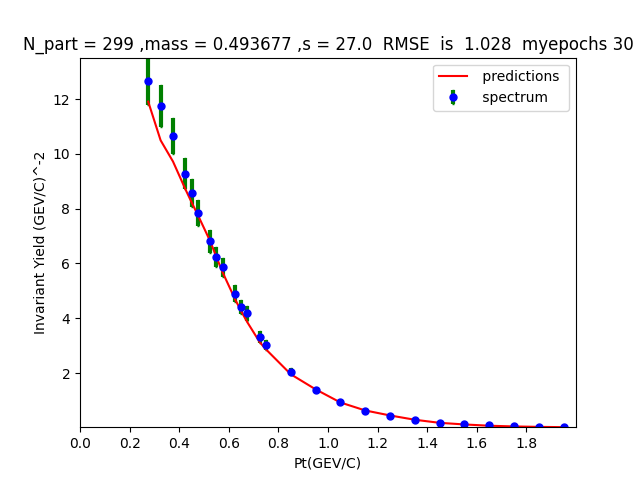 N_part = 299 ,mass = 0.493677 ,s = 27.0  RMSE  is  1.028  myepochs 30
predictions
spectrum
Invariant Yield (GEV/C)^-2
12
10
8
6
4
2
0.0 0.2 0.4 0.6 0.8 1.0 1.2 1.4 1.6 1.8
Pt(GEV/C)